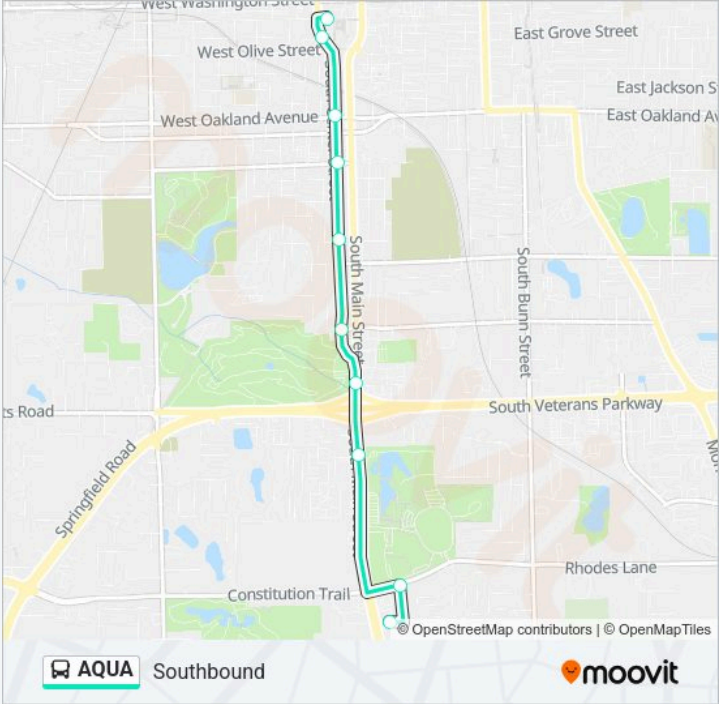 West Washington Street
West Olive Street
East Grove Street
East Jackson S
West Oakland Avenue
East Oakland Av
South Main Street
South Bunn Street
ts Road
South Veterans Parkway
Springfield Road
Rhodes Lane
Constitution Trail
© OpenStreetMap contributors | © OpenMapTiles
AQUA Southbound
moovit